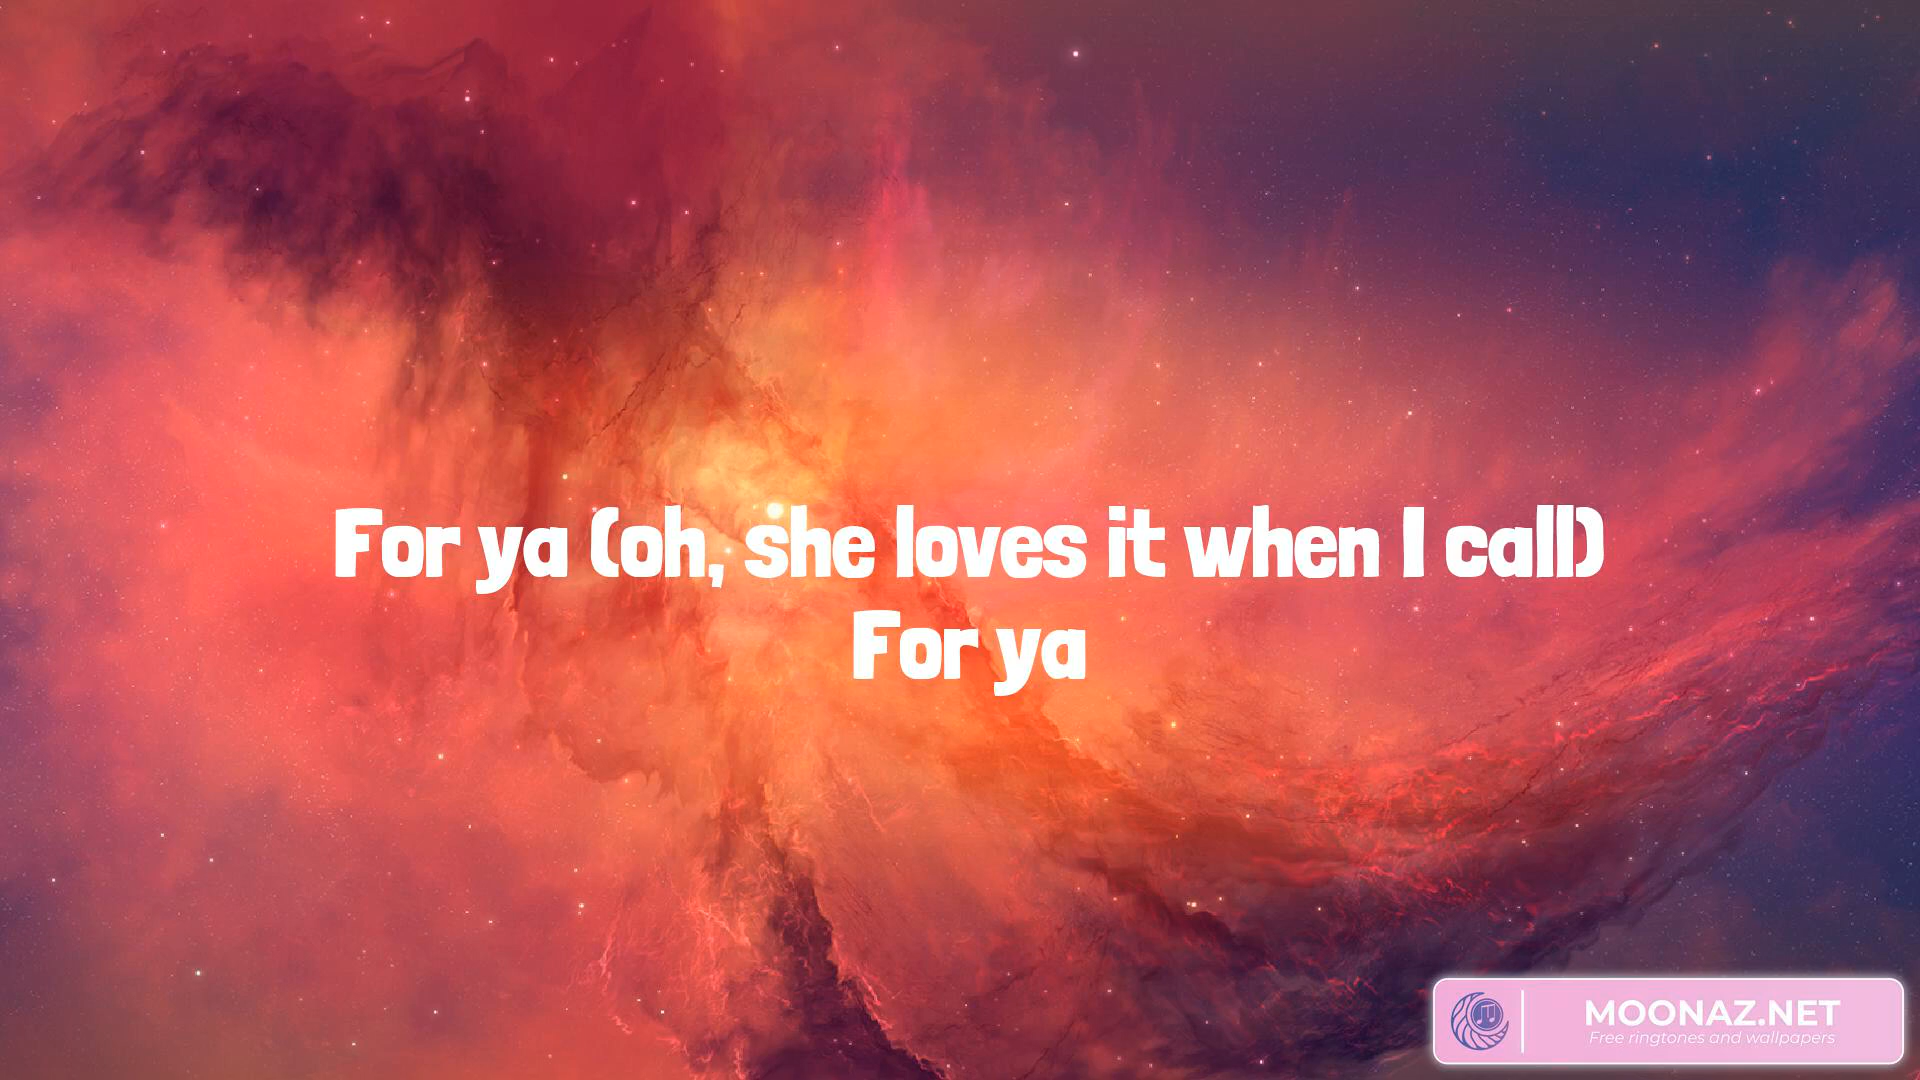 For ya (oh, she loves it when I call)
For ya
MOONAZ.NET
Free ringtones and wallpapers